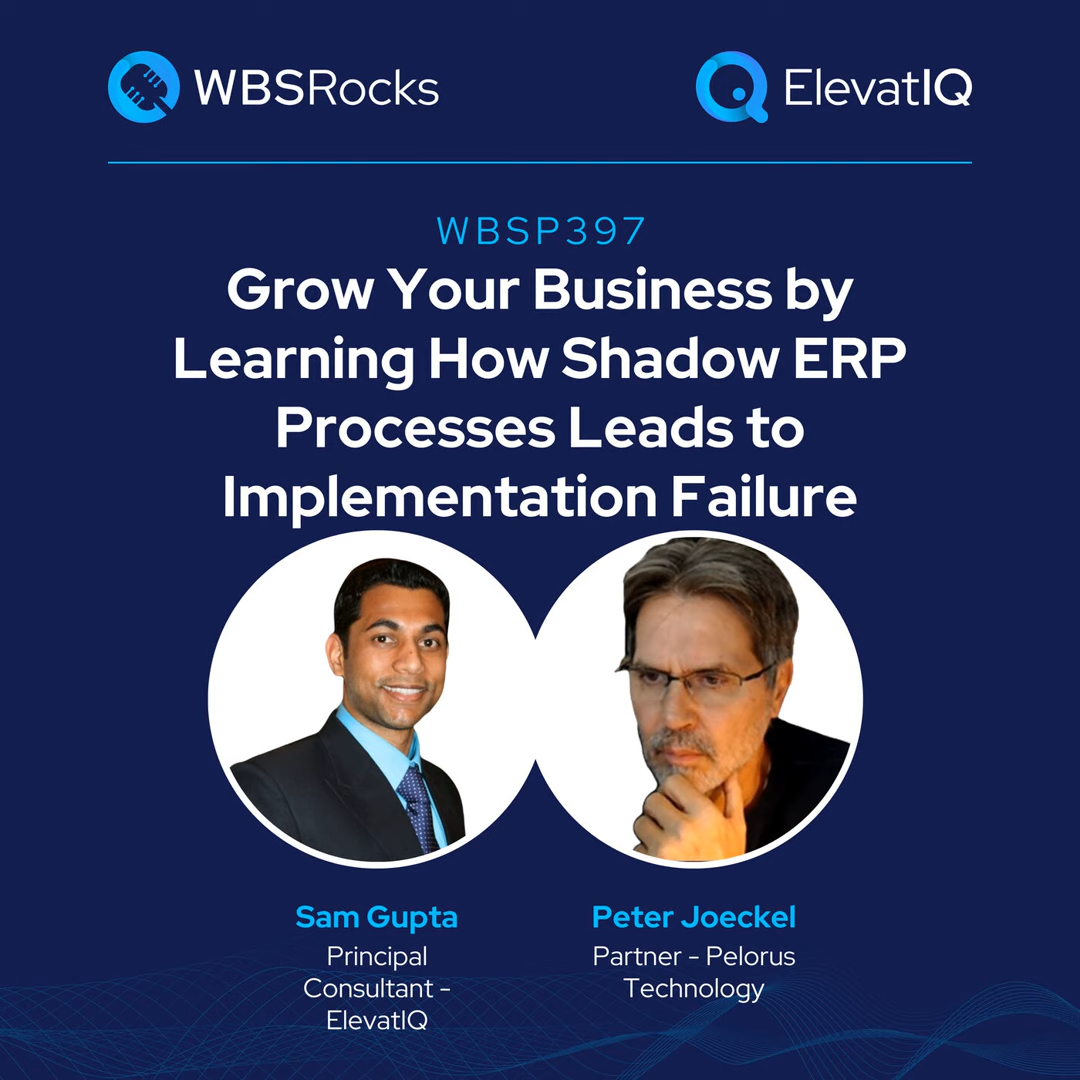 WBSRocks
ElevatIQ
WBSP397
Grow Your Business by
Learning How Shadow ERP
Processes Leads to
Implementation Failure
Sam Gupta
Principal
Consultant -
ElevatIQ
Peter Joeckel
Partner - Pelorus
Technology